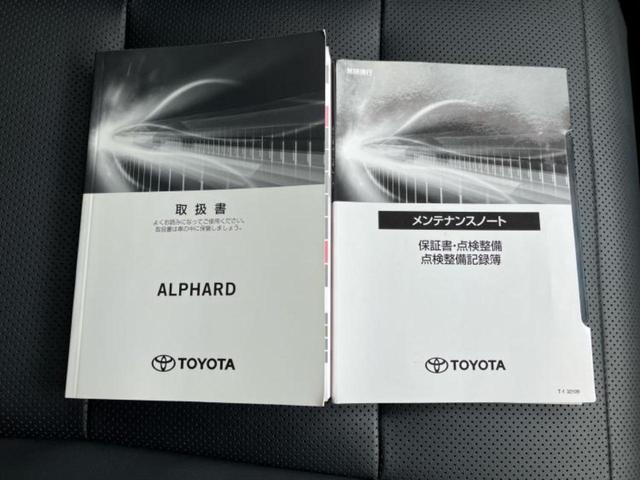 取扱書
よくお読みになってご使用ください。
取扱書は車の中に保管しましょう。
ALPHARD
TOYOTA
メンテナンスノート
保証書・点検整備
点検整備記録簿
TOYOTA